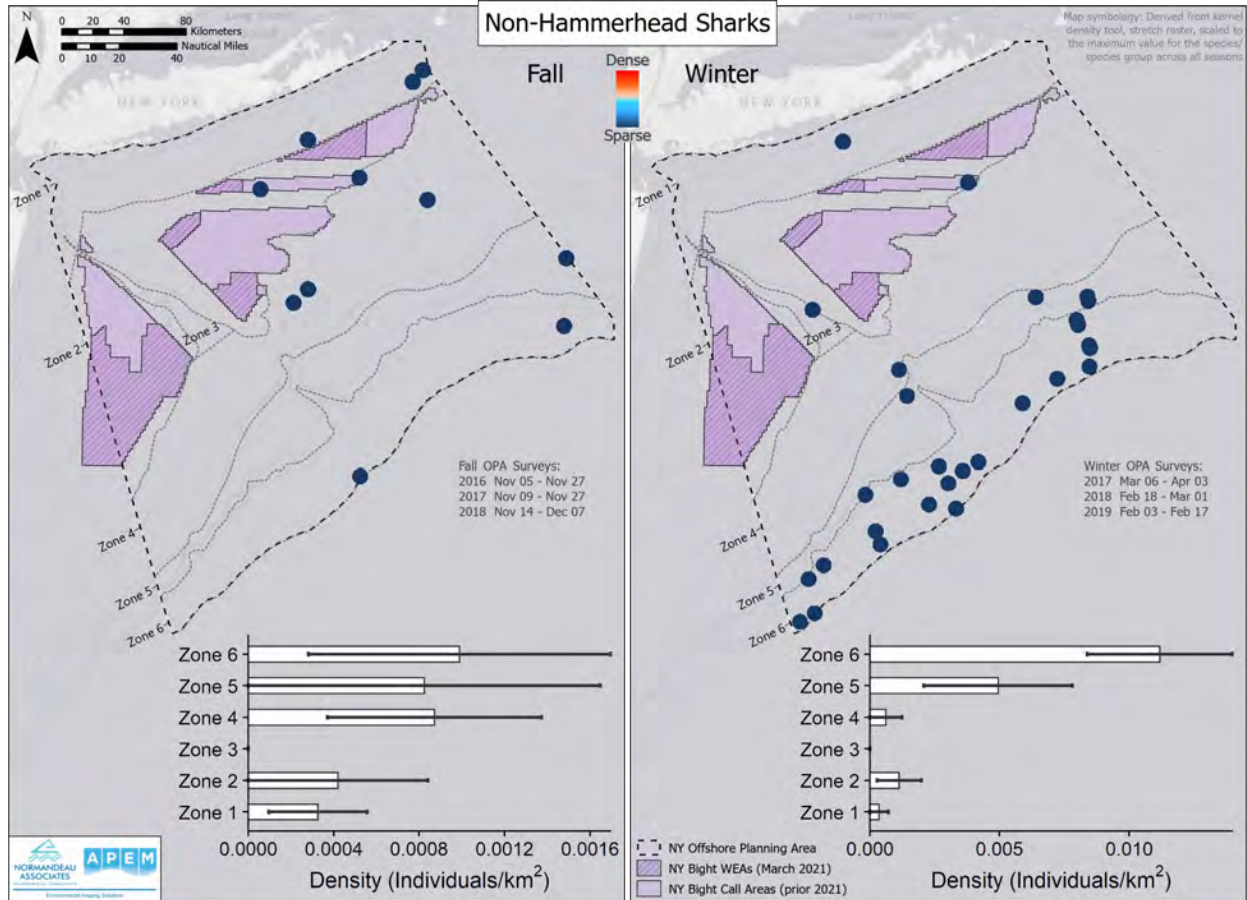 Non-Hammerhead Sharks
N
0 20 40 80
Kilometers
Nautical Miles
0 10 20 40
Fall
Dense
Sparse
Winter
Map symbology: Derived from kernel
density tool, stretch raster, scaled to
the maximum value for the species/
species group across all seasons
NEW YORK
Zone 1
Zone 2
Zone 3
Zone 4
Zone 5
Zone 6
Fall OPA Surveys:
2016 Nov 05 - Nov 27
2017 Nov 09 - Nov 27
2018 Nov 14 - Dec 07
NEW YORK
Zone 1
Zone 2
Zone 3
Zone 4
Zone 5
Zone 6
Winter OPA Surveys:
2017 Mar 06 - Apr 03
2018 Feb 18 - Mar 01
2019 Feb 03 - Feb 17
Zone 6
Zone 5
Zone 4
Zone 3
Zone 2
Zone 1
0.0000 0.0004 0.0008 0.0012 0.0016
Density (Individuals/km²)
Zone 6
Zone 5
Zone 4
Zone 3
Zone 2
Zone 1
0.000 0.005 0.010
Density (Individuals/km²)
NORMANDEAU
ASSOCIATES
ENVIRONMENTAL CONSULTANTS
APEM
Environmental Imaging Solutions
NY Offshore Planning Area
NY Bight WEAs (March 2021)
NY Bight Call Areas (prior 2021)